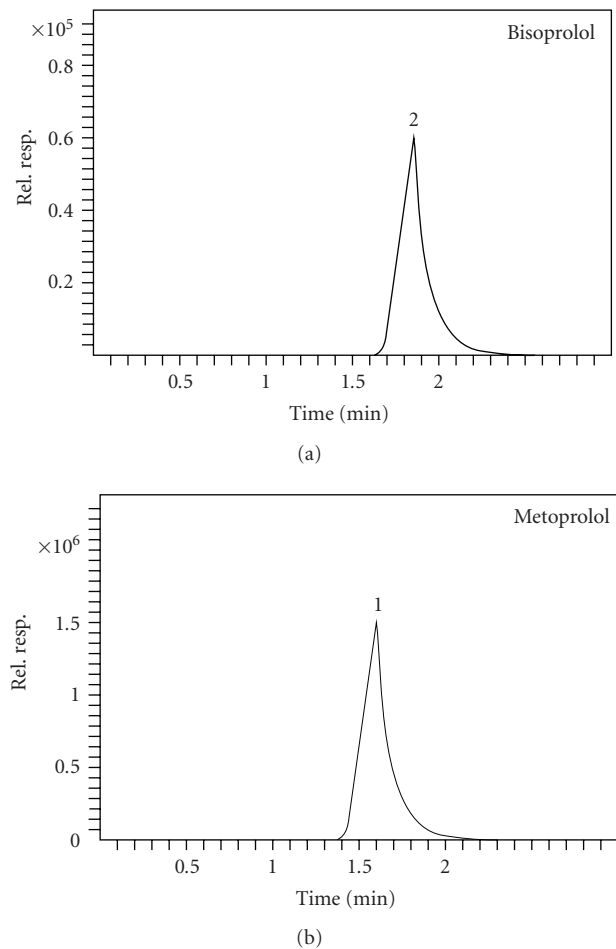 ×10⁵
Bisoprolol
0.8
2
0.6
Rel. resp.
0.4
0.2
0.5 1 1.5 2
Time (min)
(a)
Metoprolol
×10⁶
1
1.5
Rel. resp.
1
0.5
0
0.5 1 1.5 2
Time (min)
(b)